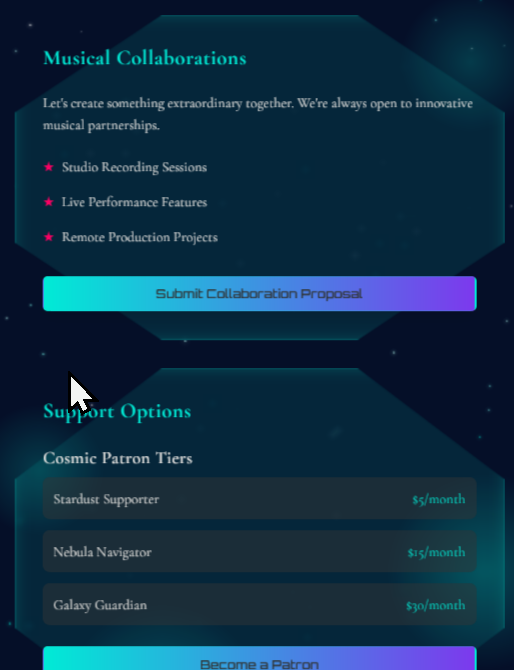 Musical Collaborations
Let's create something extraordinary together. We're always open to innovative
musical partnerships.
★ Studio Recording Sessions
★ Live Performance Features
★ Remote Production Projects
Submit Collaboration Proposal
Support Options
Cosmic Patron Tiers
Stardust Supporter $5/month
Nebula Navigator $15/month
Galaxy Guardian $30/month
Become a Patron